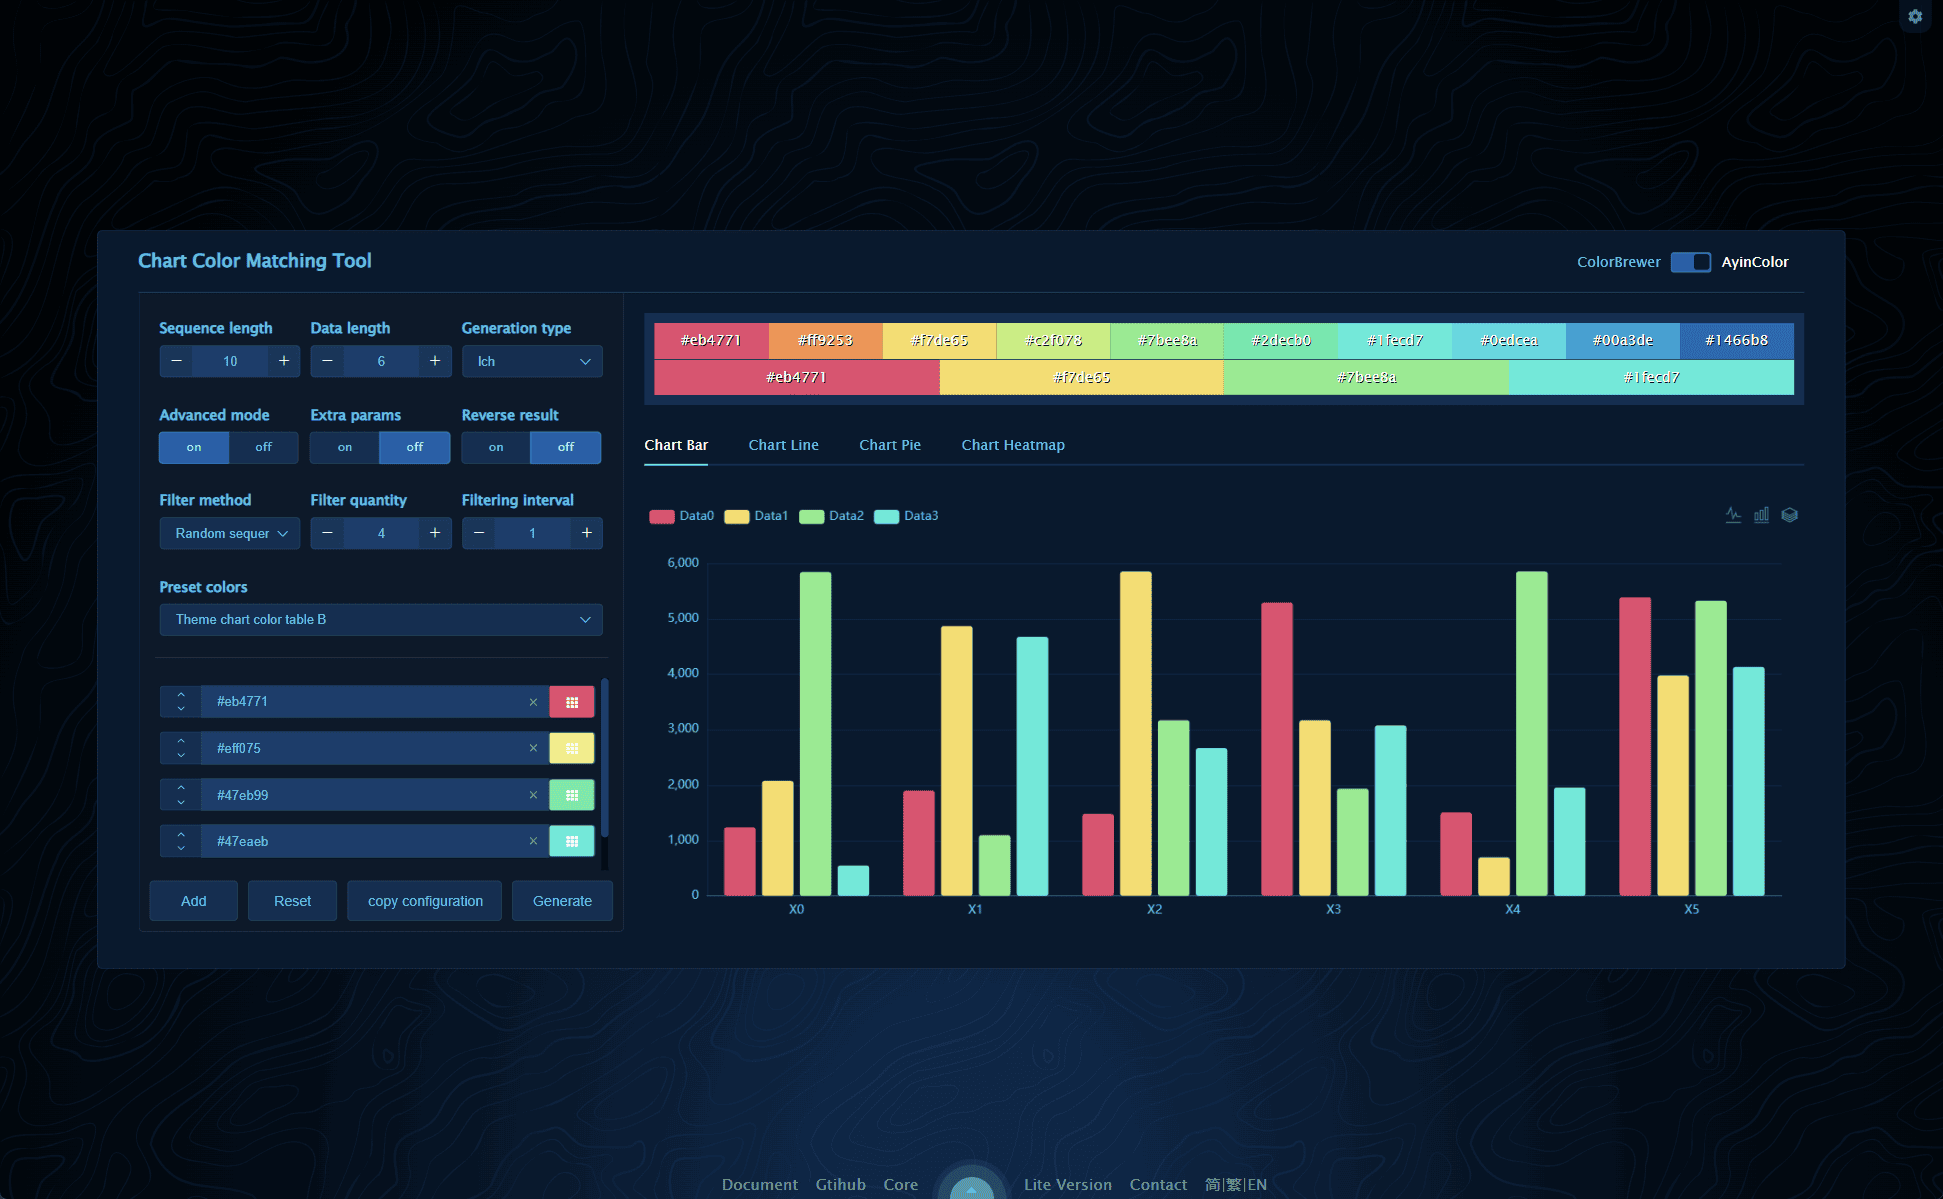 Chart Color Matching Tool
ColorBrewer AyinColor
Sequence length Data length Generation type
− 10 + − 6 + lch
Advanced mode Extra params Reverse result
on off on off on off
Filter method Filter quantity Filtering interval
Random sequer − 4 + − 1 +
Preset colors
Theme chart color table B
#eb4771
#eff075
#47eb99
#47eaeb
Add Reset copy configuration Generate
#eb4771 #ff9253 #f7de65 #c2f078 #7bee8a #2decb0 #1fecd7 #0edcea #00a3de #1466b8
#eb4771 #f7de65 #7bee8a #1fecd7
Chart Bar Chart Line Chart Pie Chart Heatmap
Data0 Data1 Data2 Data3
6,000
5,000
4,000
3,000
2,000
1,000
0
X0 X1 X2 X3 X4 X5
Document Gtihub Core Lite Version Contact 简|繁|EN